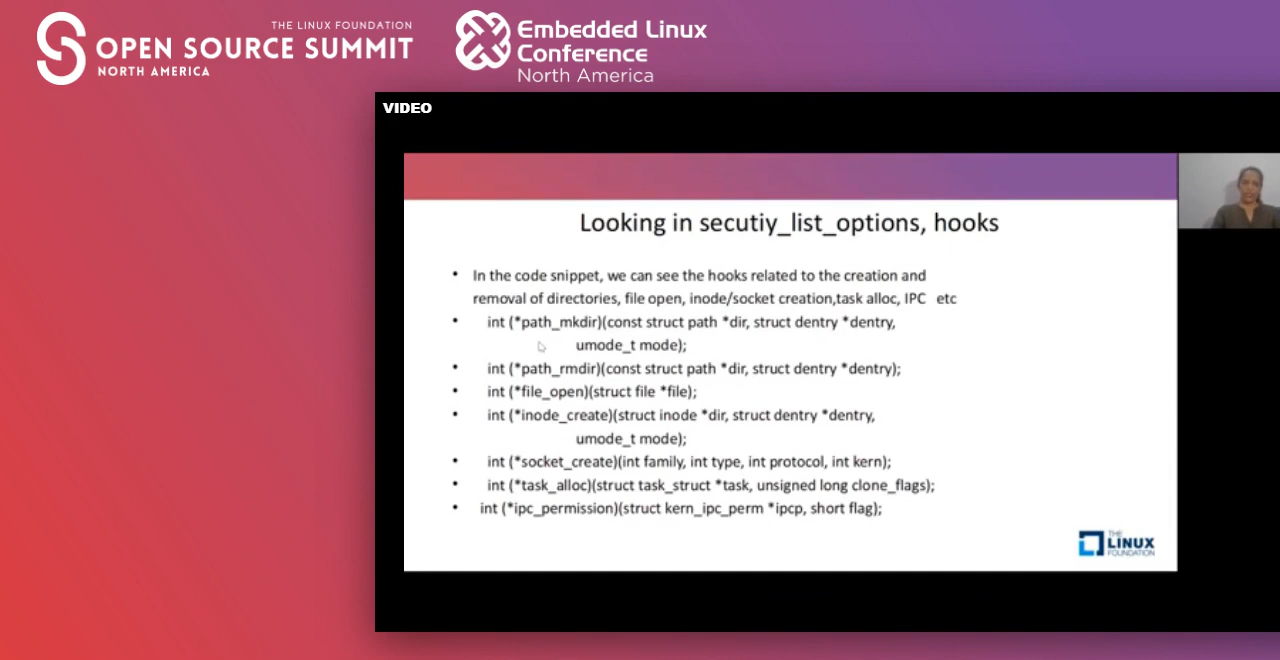 THE LINUX FOUNDATION
OPEN SOURCE SUMMIT
NORTH AMERICA
Embedded Linux
Conference
North America
VIDEO
Looking in secutiy_list_options, hooks
• In the code snippet, we can see the hooks related to the creation and
removal of directories, file open, inode/socket creation,task alloc, IPC etc
• int (*path_mkdir)(const struct path *dir, struct dentry *dentry,
umode_t mode);
• int (*path_rmdir)(const struct path *dir, struct dentry *dentry);
• int (*file_open)(struct file *file);
• int (*inode_create)(struct inode *dir, struct dentry *dentry,
umode_t mode);
• int (*socket_create)(int family, int type, int protocol, int kern);
• int (*task_alloc)(struct task_struct *task, unsigned long clone_flags);
• int (*ipc_permission)(struct kern_ipc_perm *ipcp, short flag);
THE
LINUX
FOUNDATION